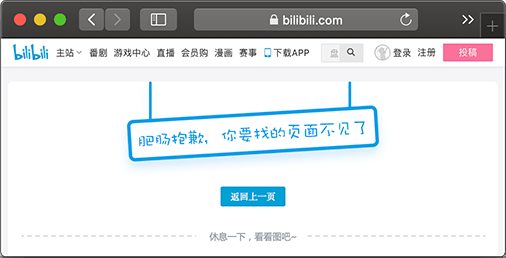 bilibili.com
bilibili 主站 番剧 游戏中心 直播 会员购 漫画 赛事 下载APP 盘 登录 注册 投稿
肥肠抱歉，你要找的页面不见了
返回上一页
休息一下，看看图吧~